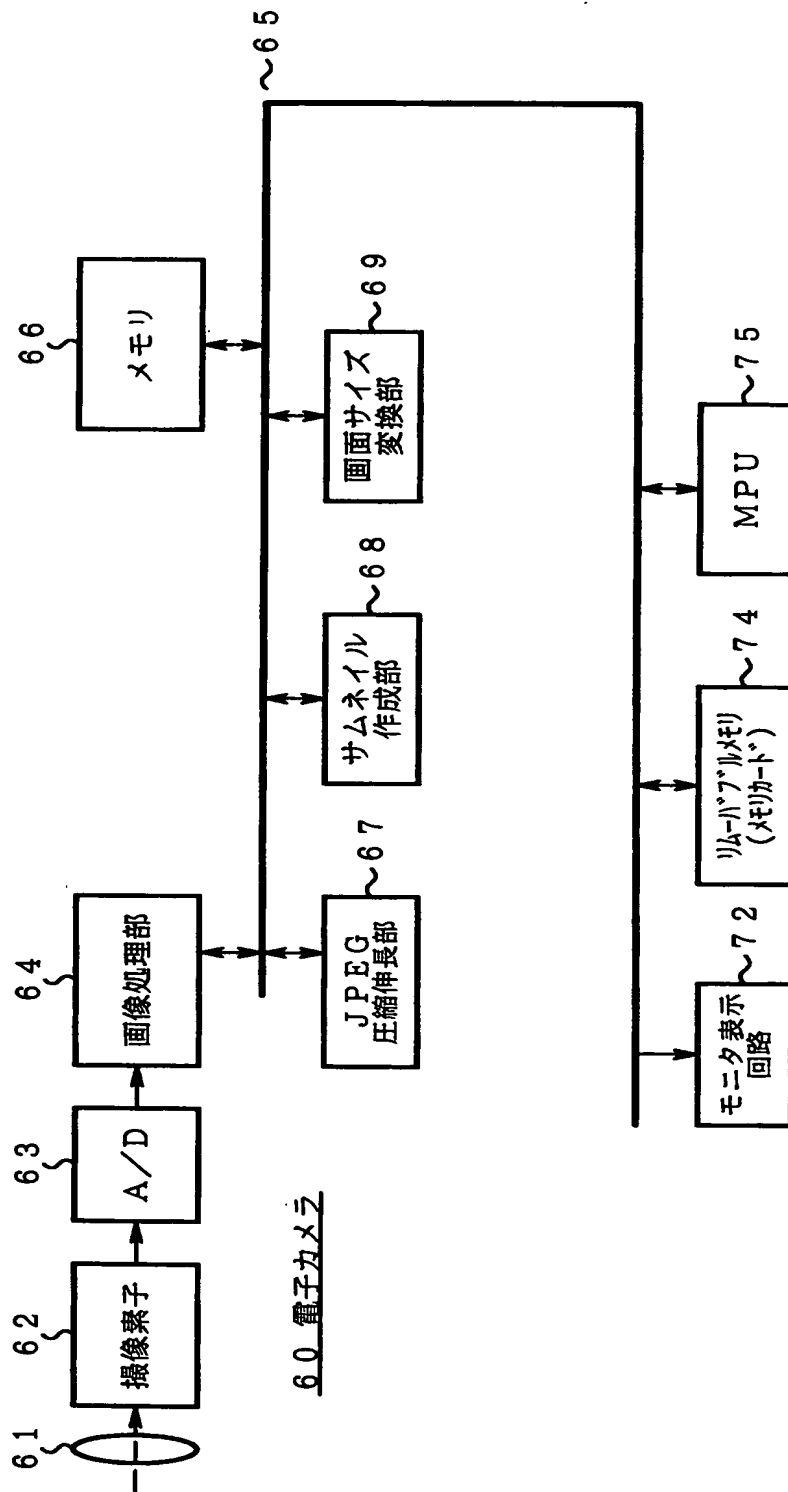 61
62
撮像素子
63
A/D
64
画像処理部
66
メモリ
65
JPEG
圧縮伸長部
67
サムネイル
作成部
68
画面サイズ
変換部
69
60 電子カメラ
モニタ表示
回路
72
リムーバブルメモリ
(メモリカード)
74
MPU
75